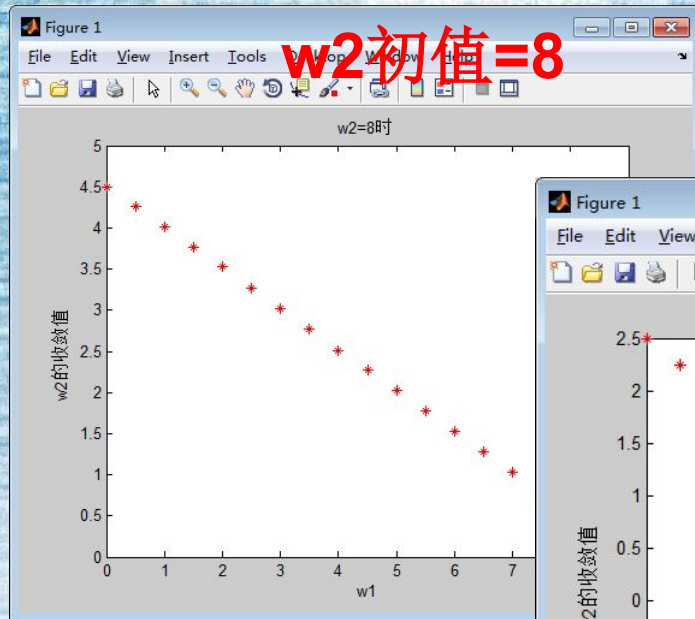 Figure 1
w2初值=8
File Edit View Insert Tools
w2=8时
5
4.5
4
3.5
3
2.5
2
1.5
1
0.5
0
w2的收敛值
0 1 2 3 4 5 6 7
w1
Figure 1
File Edit View
2.5
2
1.5
1
0.5
0
2的收敛值